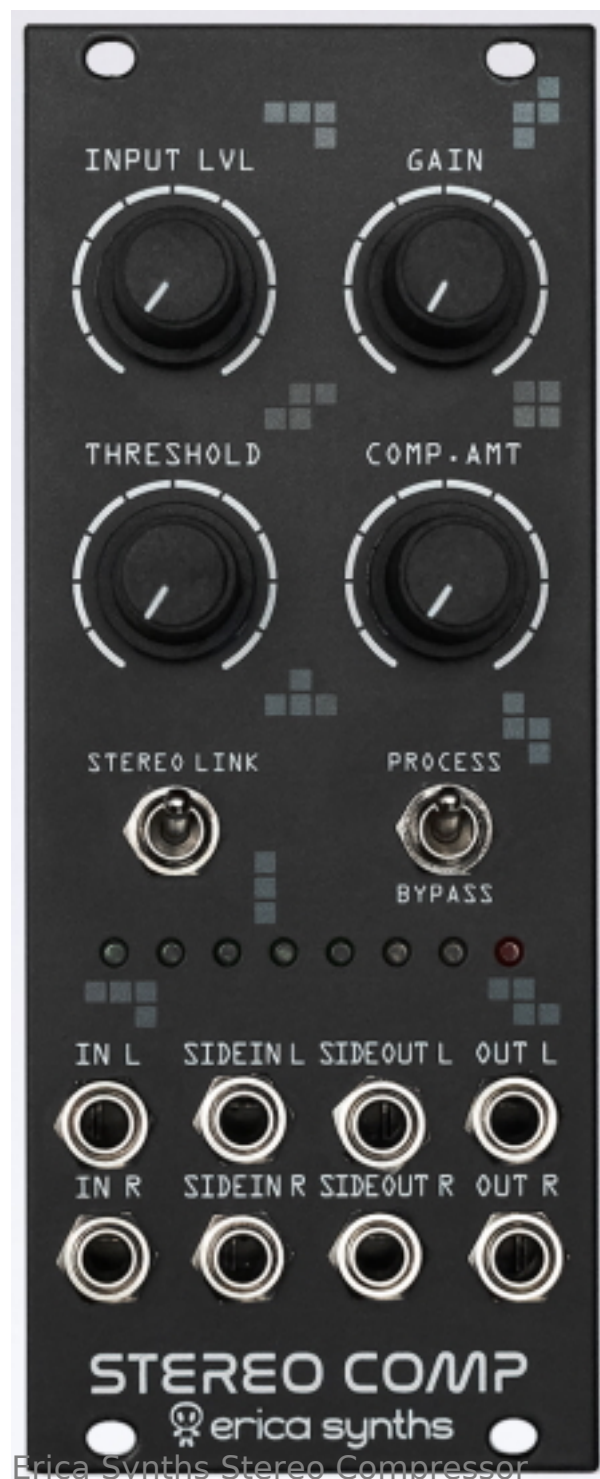 INPUT LVL GAIN
THRESHOLD COMP.AMT
STEREO LINK PROCESS
BYPASS
IN L SIDEIN L SIDEOUT L OUT L
IN R SIDEIN R SIDEOUT R OUT R
STEREO COMP
erica synths
Erica Synths Stereo Compressor